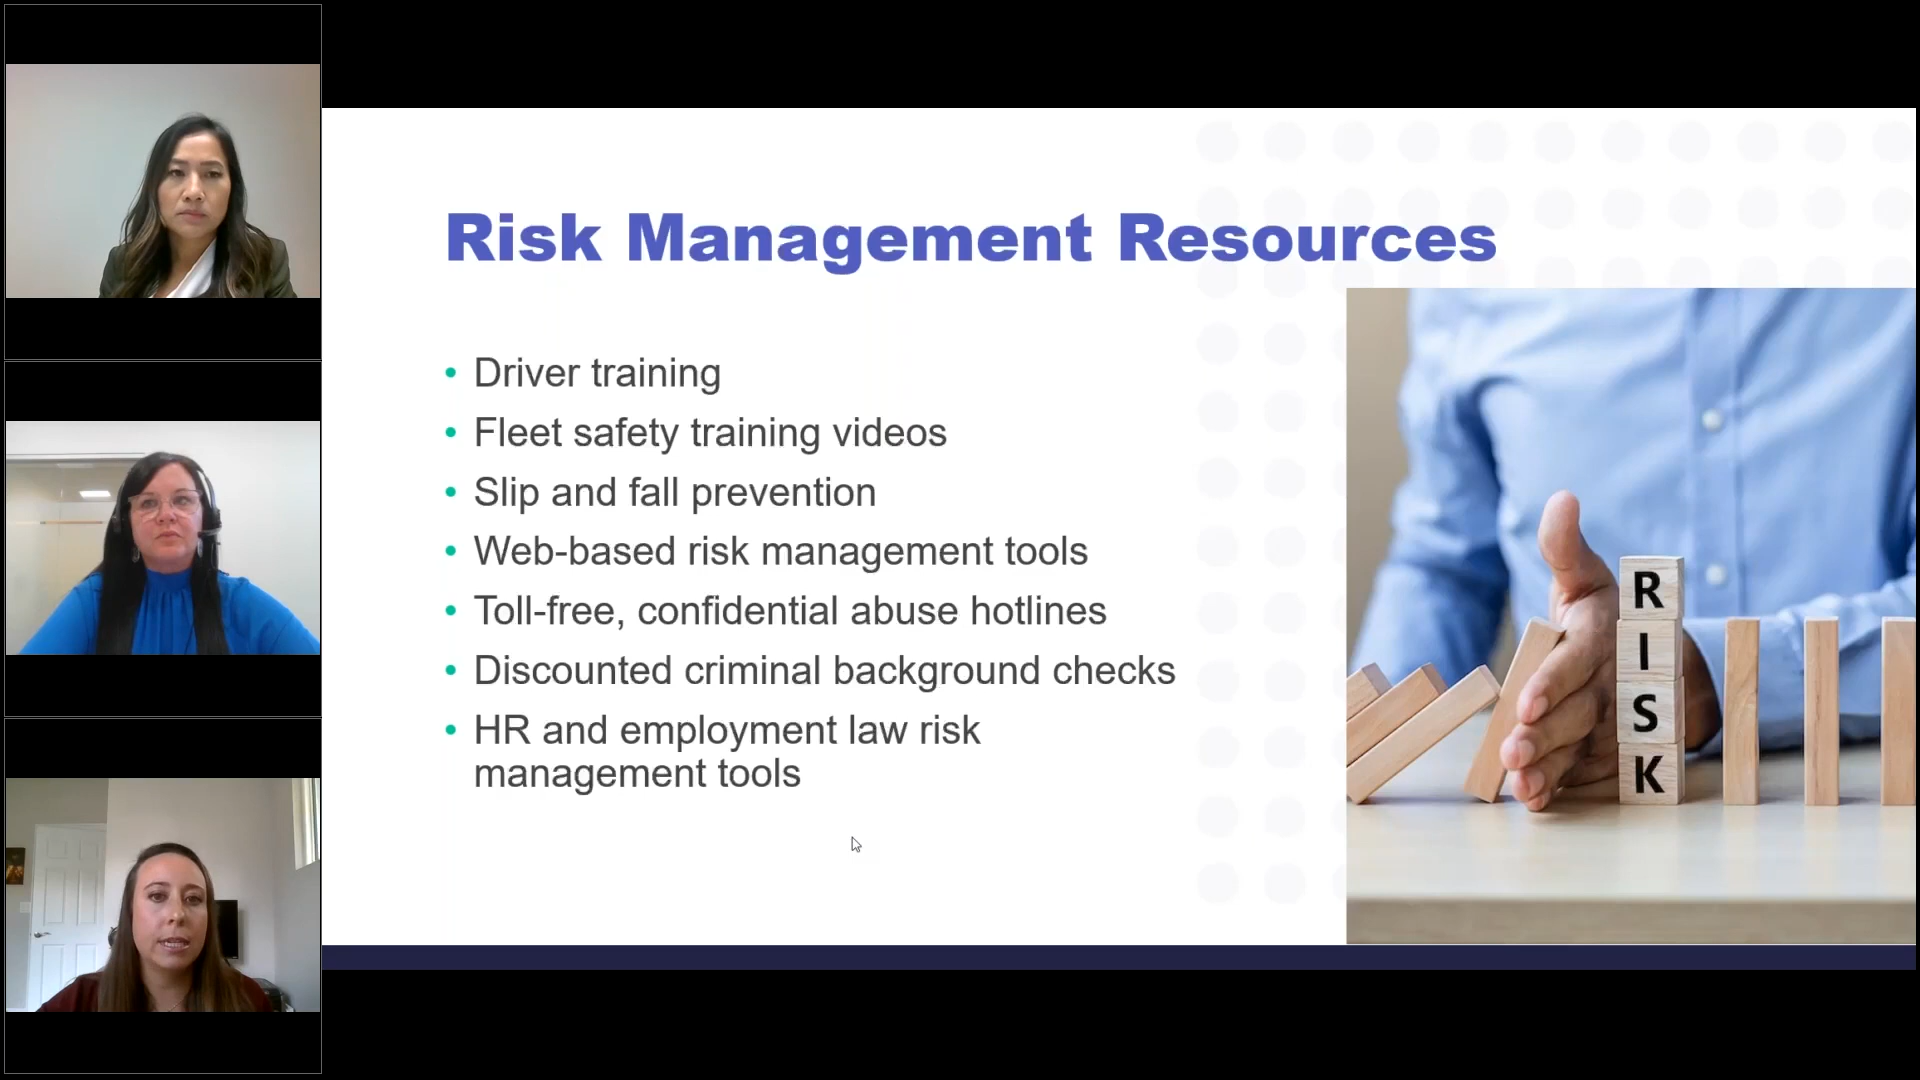 Risk Management Resources
• Driver training
• Fleet safety training videos
• Slip and fall prevention
• Web-based risk management tools
• Toll-free, confidential abuse hotlines
• Discounted criminal background checks
• HR and employment law risk
management tools
R
I
S
K